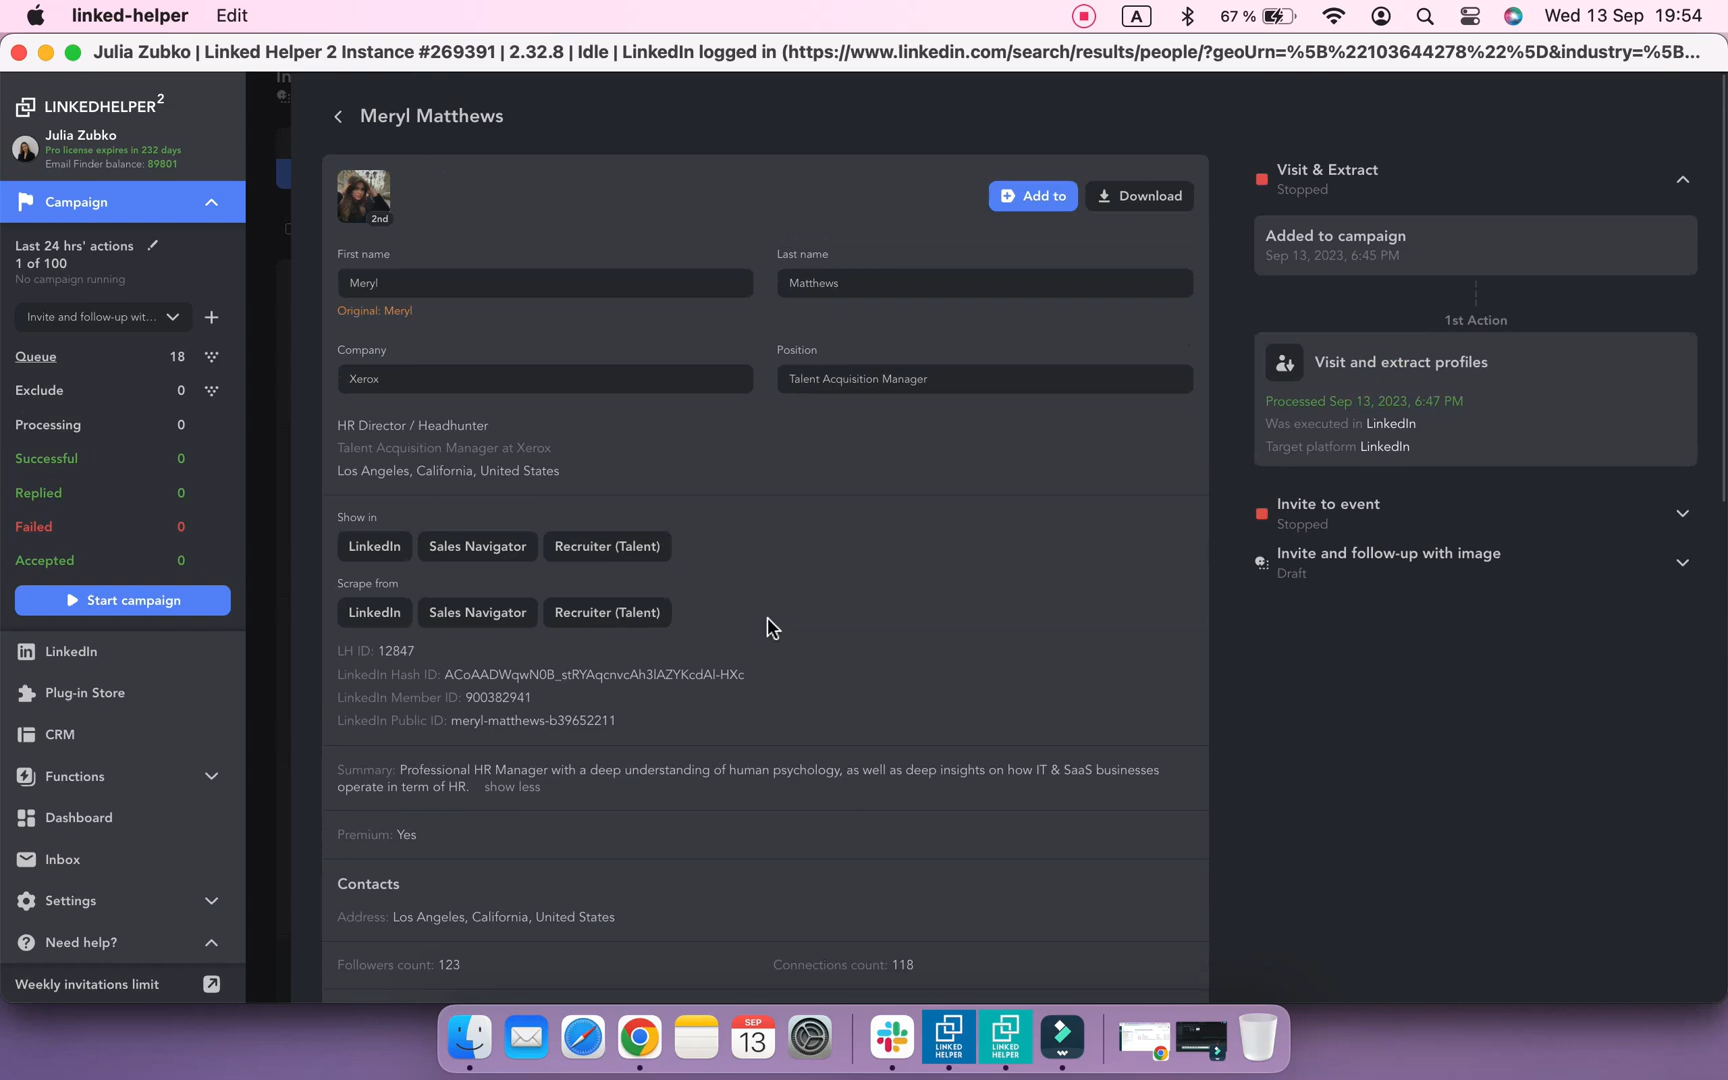 linked-helper Edit A 67 % Wed 13 Sep 19:54
Julia Zubko | Linked Helper 2 Instance #269391 | 2.32.8 | Idle | LinkedIn logged in (https://www.linkedin.com/search/results/people/?geoUrn=%5B%22103644278%22%5D&industry=%5B...
LINKEDHELPER2
Julia Zubko
Pro license expires in 232 days
Email Finder balance: 89801
Campaign
Last 24 hrs' actions
1 of 100
No campaign running
Invite and follow-up wit...
Queue 18
Exclude 0
Processing 0
Successful 0
Replied 0
Failed 0
Accepted 0
Start campaign
LinkedIn
Plug-in Store
CRM
Functions
Dashboard
Inbox
Settings
Need help?
Weekly invitations limit
In
Meryl Matthews
2nd
Add to Download
First name Last name
Meryl Matthews
Original: Meryl
Company Position
Xerox Talent Acquisition Manager
HR Director / Headhunter
Talent Acquisition Manager at Xerox
Los Angeles, California, United States
Show in
LinkedIn Sales Navigator Recruiter (Talent)
Scrape from
LinkedIn Sales Navigator Recruiter (Talent)
LH ID: 12847
LinkedIn Hash ID:
LinkedIn Member ID: 900382941
LinkedIn Public ID: meryl-matthews-b39652211
Summary: Professional HR Manager with a deep understanding of human psychology, as well as deep insights on how IT & SaaS businesses
operate in term of HR. show less
Premium: Yes
Contacts
Address: Los Angeles, California, United States
Followers count: 123 Connections count: 118
Visit & Extract
Stopped
Added to campaign
Sep 13, 2023, 6:45 PM
1st Action
Visit and extract profiles
Processed Sep 13, 2023, 6:47 PM
Was executed in LinkedIn
Target platform LinkedIn
Invite to event
Stopped
Invite and follow-up with image
Draft
SEP
13
LINKED
HELPER
LINKED
HELPER